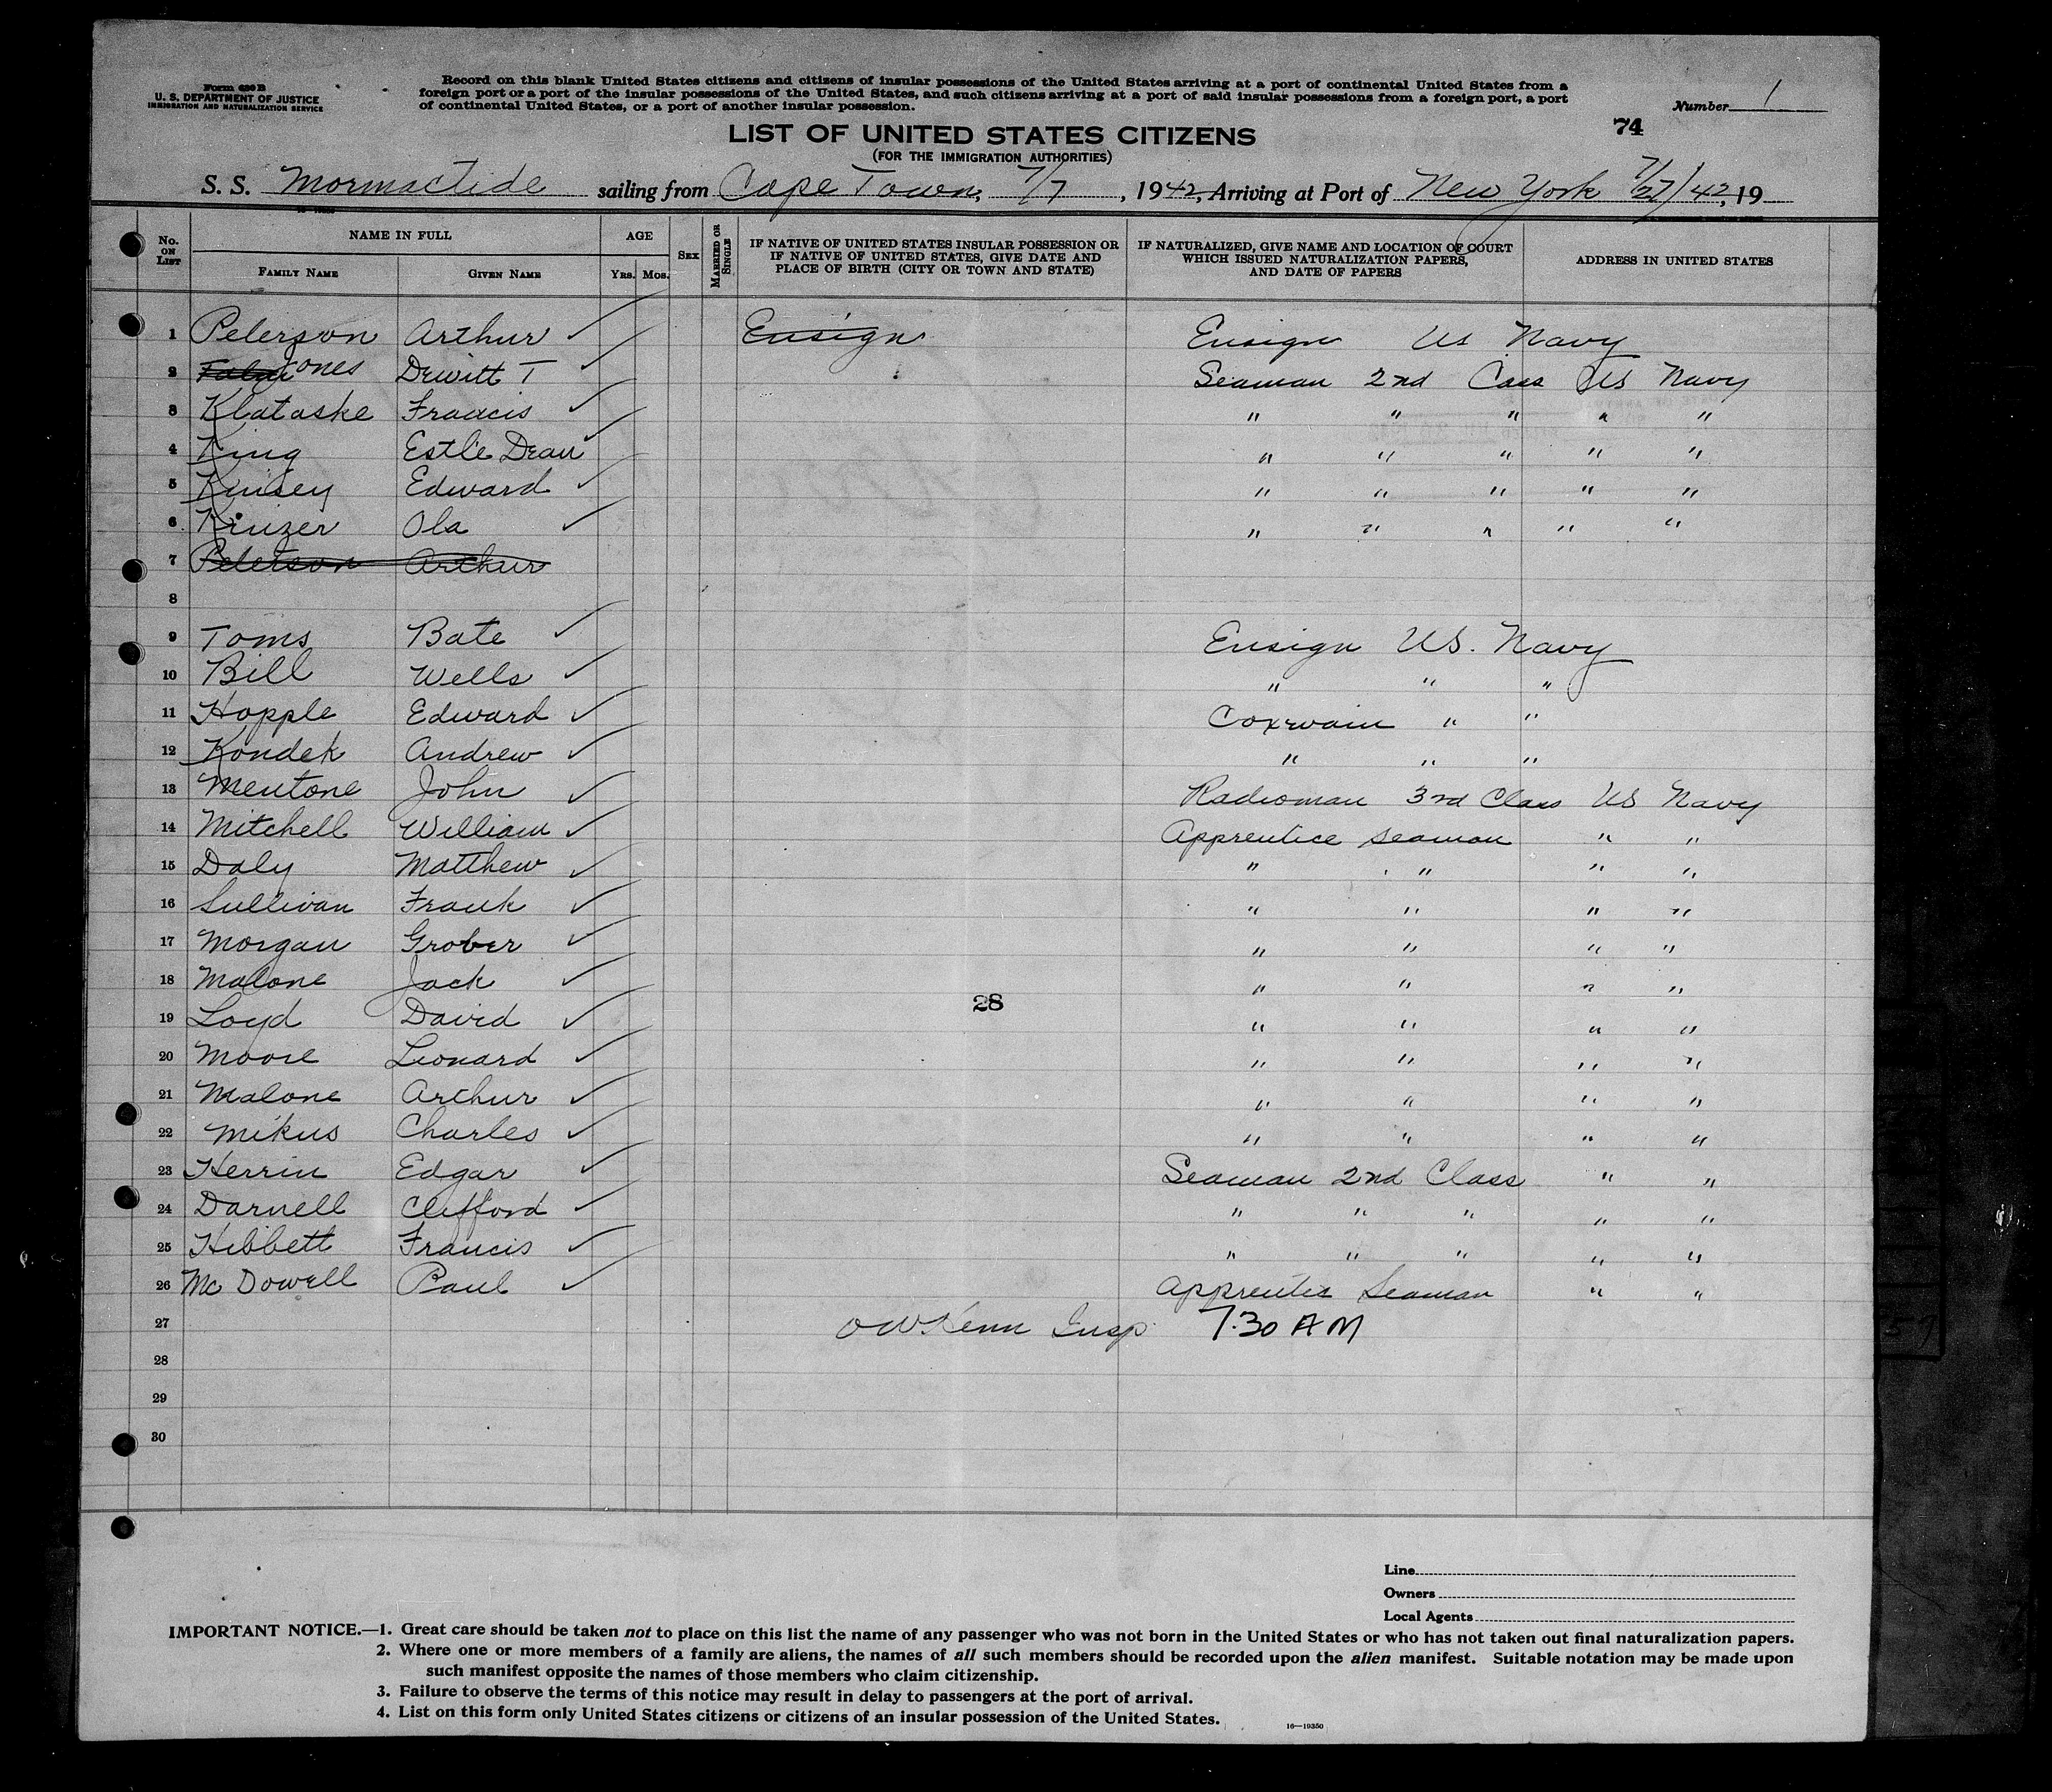 Form 630 B
U. S. DEPARTMENT OF JUSTICE
IMMIGRATION AND NATURALIZATION SERVICE
Record on this blank United States citizens and citizens of insular possessions of the United States arriving at a port of continental United States from a
foreign port or a port of the insular possessions of the United States, and such citizens arriving at a port of said insular possessions from a foreign port, a port
of continental United States, or a port of another insular possession.
Number 1
74
LIST OF UNITED STATES CITIZENS
(FOR THE IMMIGRATION AUTHORITIES)
S. S. Mormactide sailing from Cape Town, 7/7, 1942, Arriving at Port of New York 7/27/42, 19
No. ON LIST NAME IN FULL FAMILY NAME GIVEN NAME AGE YRS. MOS. SEX MARRIED OR SINGLE IF NATIVE OF UNITED STATES INSULAR POSSESSION OR IF NATIVE OF UNITED STATES, GIVE DATE AND PLACE OF BIRTH (CITY OR TOWN AND STATE) IF NATURALIZED, GIVE NAME AND LOCATION OF COURT WHICH ISSUED NATURALIZATION PAPERS, AND DATE OF PAPERS ADDRESS IN UNITED STATES
1 Peterson Arthur ✓ Ensign Ensign US Navy
2 Jones Dewitt T ✓ Seaman 2nd Cass US Navy
3 Klataske Francis ✓ " " " " "
4 King Estle Dean ✓ " " " " "
5 Kinsey Edward ✓ " " " " "
6 Kinzer Ola ✓ " " " " "
7 Peterson Arthur
8
9 Toms Bate ✓ Ensign US. Navy
10 Bill Wells ✓ " " "
11 Hopple Edward ✓ Coxswain " "
12 Kondek Andrew ✓ " " "
13 Mentone John ✓ Radioman 3rd Class US Navy
14 Mitchell William ✓ Apprentice Seaman " "
15 Daly Matthew ✓ " " " "
16 Sullivan Frank ✓ " " " "
17 Morgan Grober ✓ " " " "
18 Malone Jack ✓ " " " "
28
19 Loyd David ✓ " " " "
20 Moore Leonard ✓ " " " "
21 Malone Arthur ✓ " " " "
22 Mikus Charles ✓ " " " "
23 Herrin Edgar ✓ Seaman 2nd Class " "
24 Darnell Clifford ✓ " " " " "
25 Hibbett Francis ✓ " " " " "
26 Mc Dowell Paul ✓ Apprentice Seaman " "
27 Insp. 7.30 AM
28
29
30
Line
Owners
Local Agents
IMPORTANT NOTICE.—1. Great care should be taken not to place on this list the name of any passenger who was not born in the United States or who has not taken out final naturalization papers.
2. Where one or more members of a family are aliens, the names of all such members should be recorded upon the alien manifest. Suitable notation may be made upon
such manifest opposite the names of those members who claim citizenship.
3. Failure to observe the terms of this notice may result in delay to passengers at the port of arrival.
4. List on this form only United States citizens or citizens of an insular possession of the United States.
16—19350